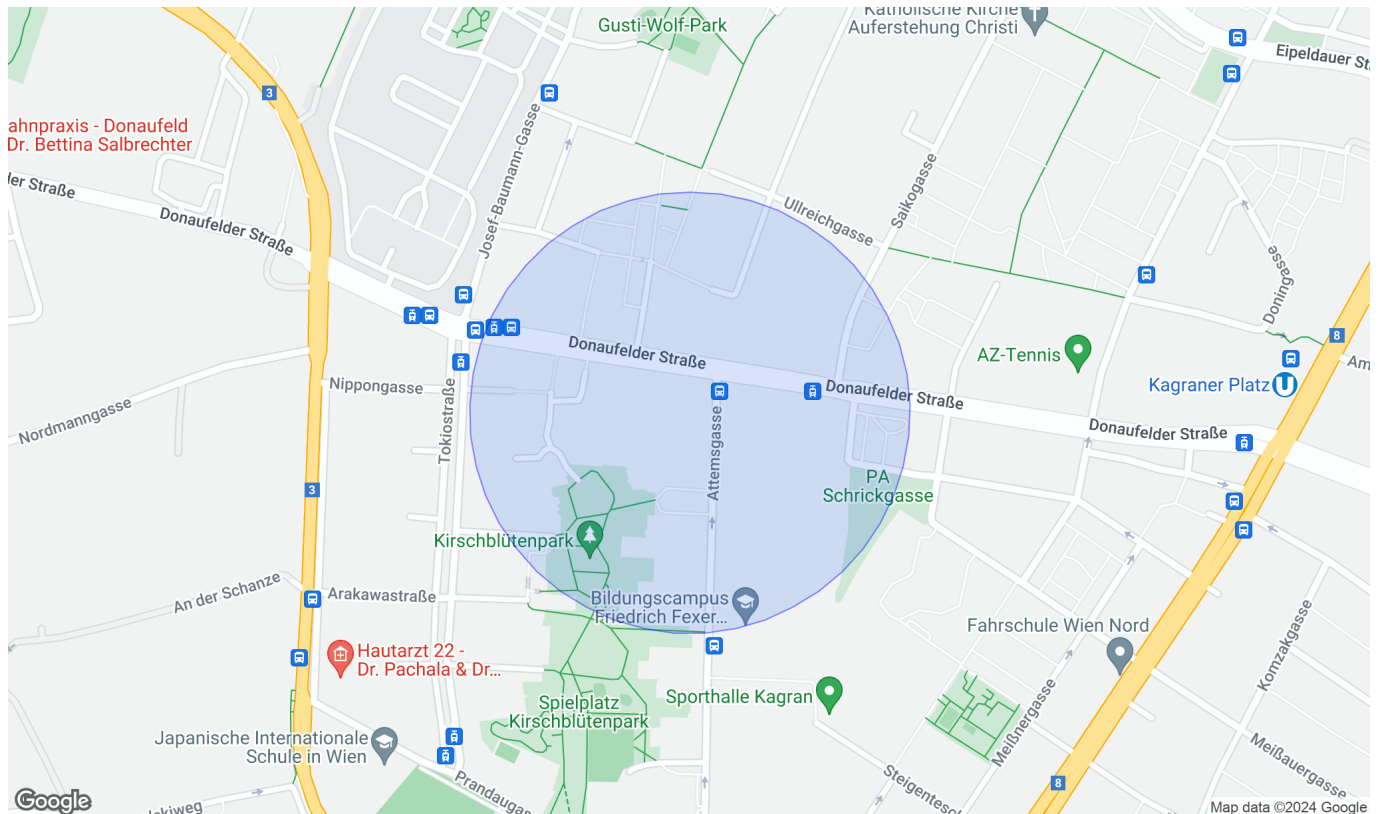 Katholische Kirche
Auferstehung Christi
Gusti-Wolf-Park
Eipeldauer St
3
ahnpraxis - Donaufeld
Dr. Bettina Salbrechter
Josef-Baumann-Gasse
Saikogasse
der Straße
Donaufelder Straße
Ullreichgasse
Doningasse
8
Donaufelder Straße
AZ-Tennis
Am
Kagraner Platz
U
Nippongasse
Donaufelder Straße
Nordmanngasse
Tokiostraße
Attemsgasse
Donaufelder Straße
PA
Schrickgasse
3
Kirschblütenpark
An der Schanze
Arakawastraße
Bildungscampus
Friedrich Fexer...
Fahrschule Wien Nord
Komzakgasse
Hautarzt 22 -
Dr. Pachala & Dr...
Sporthalle Kagran
Spielplatz
Kirschblütenpark
Meißnergasse
Japanische Internationale
Schule in Wien
Meißauergasse
Prandaugas
Steigentesc
8
kiweg
Google
Map data ©2024 Google